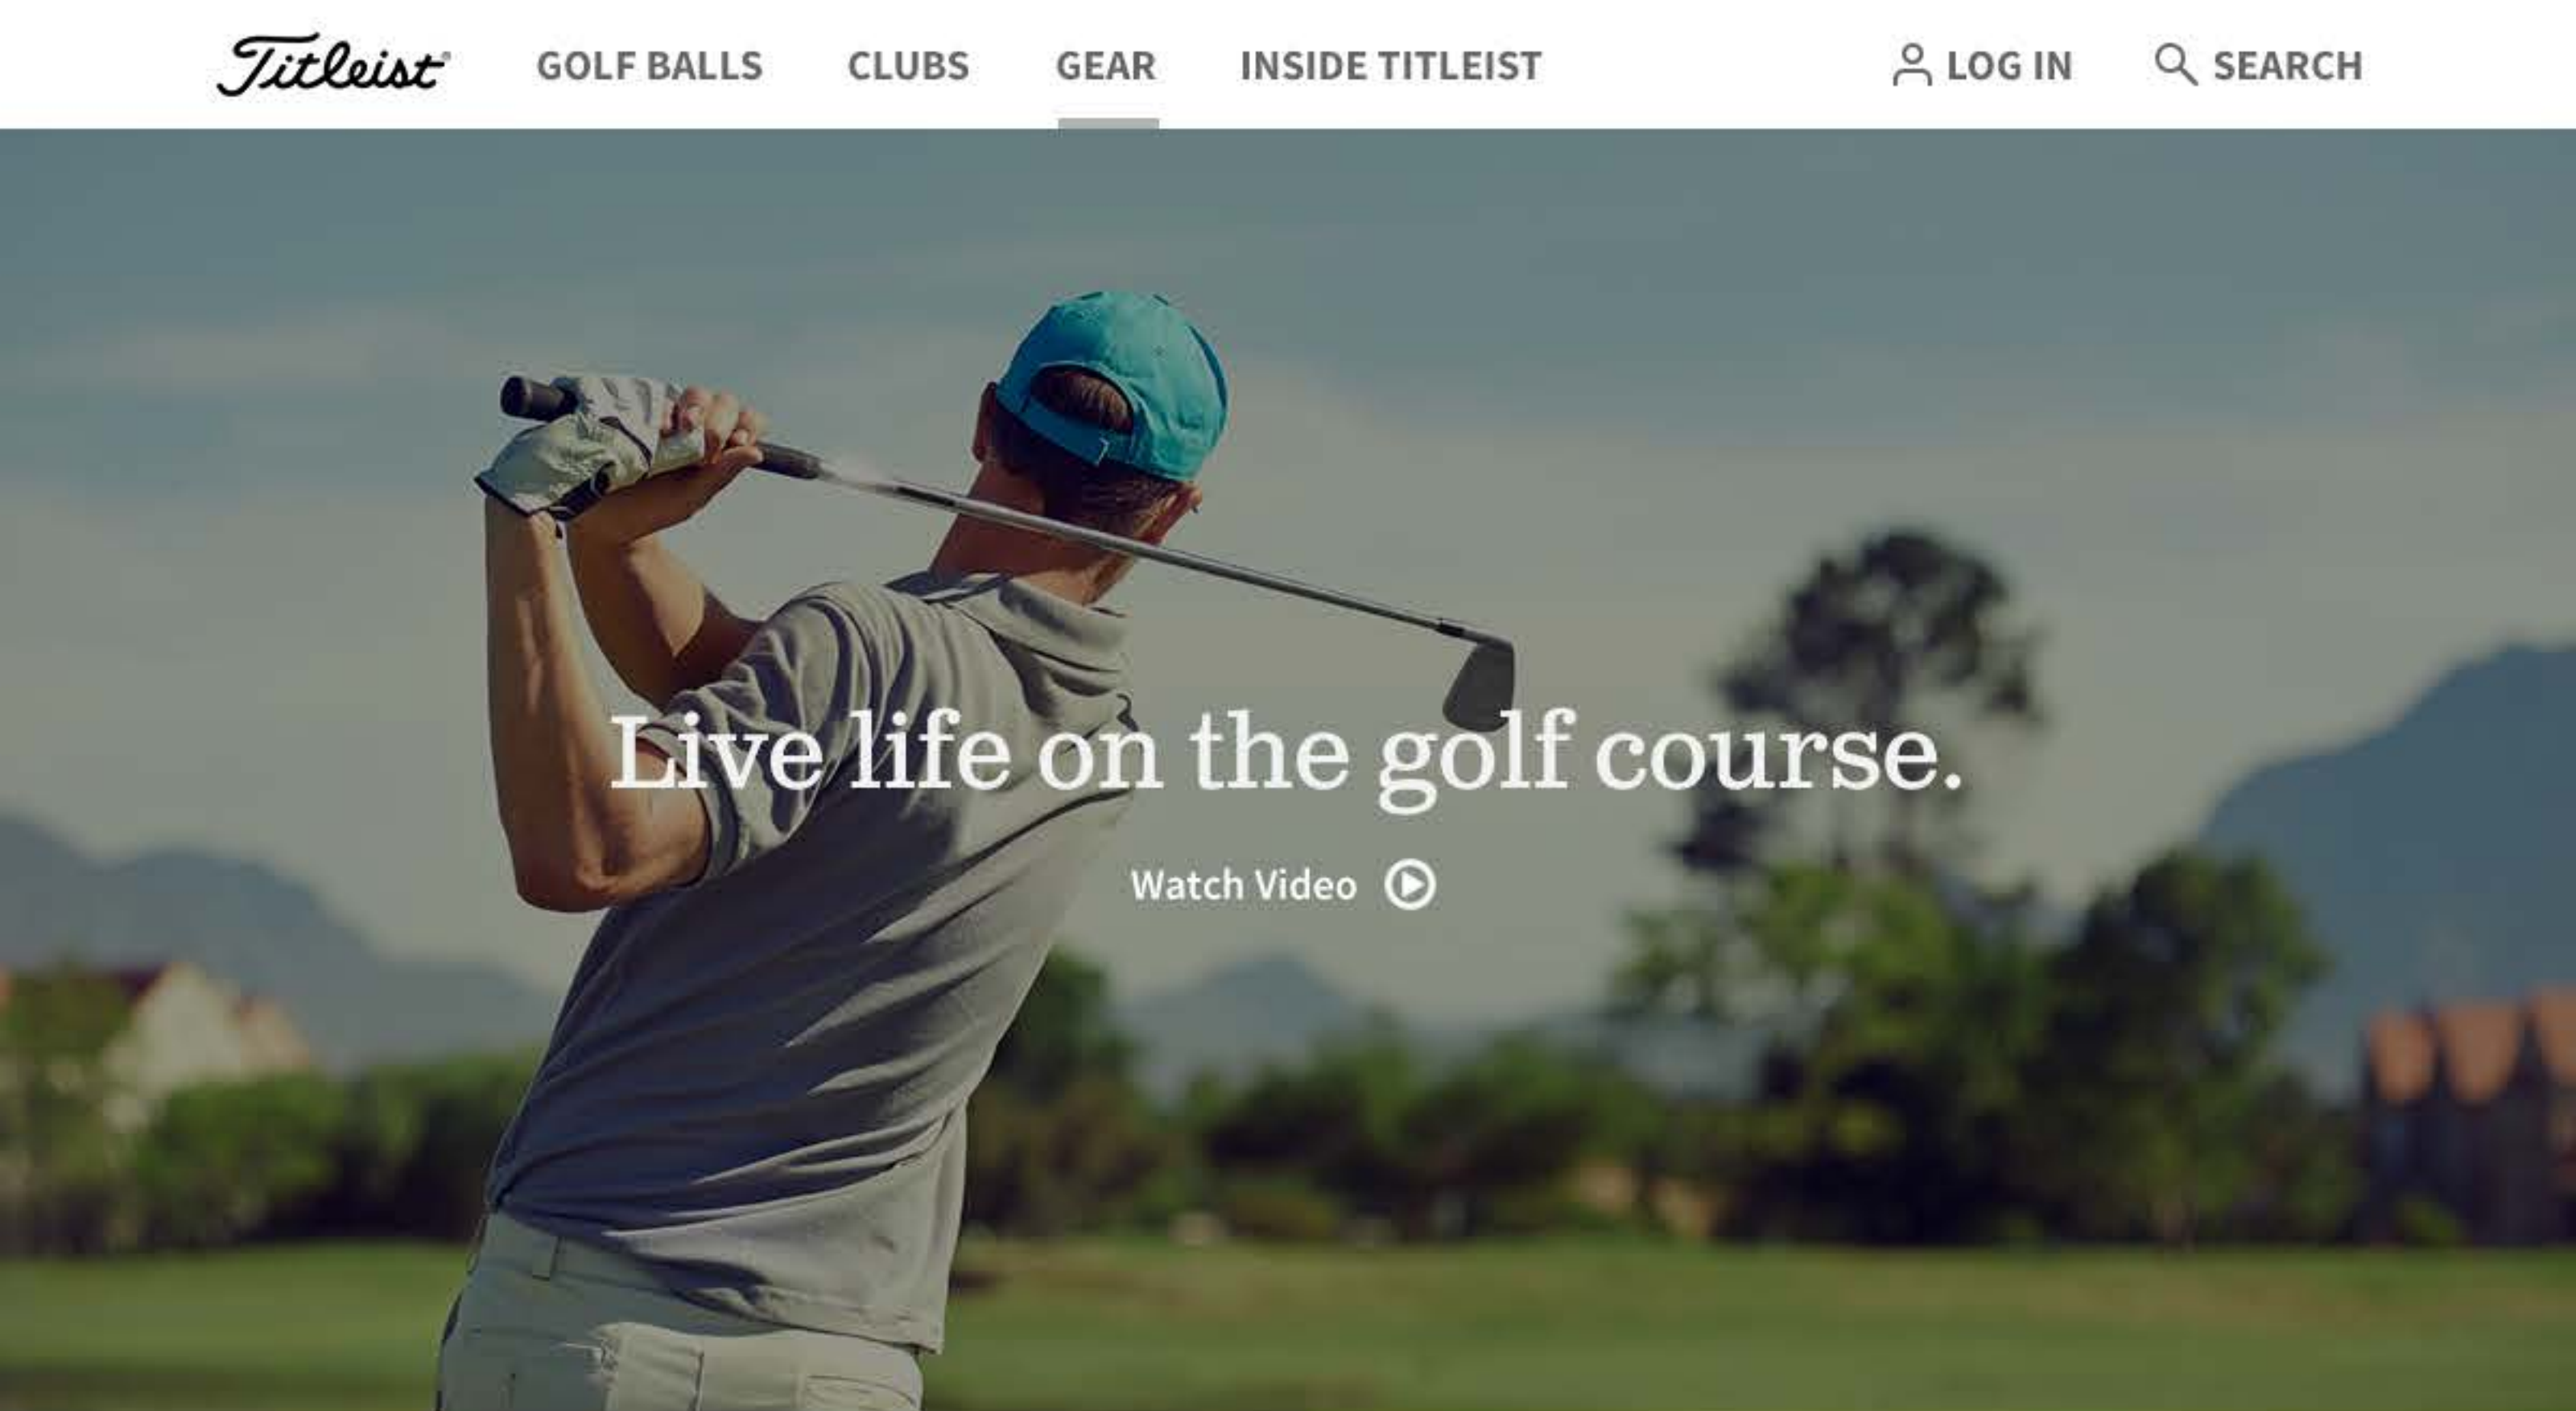 Titleist®
GOLF BALLS
CLUBS
GEAR
INSIDE TITLEIST
LOG IN
SEARCH
Live life on the golf course.
Watch Video